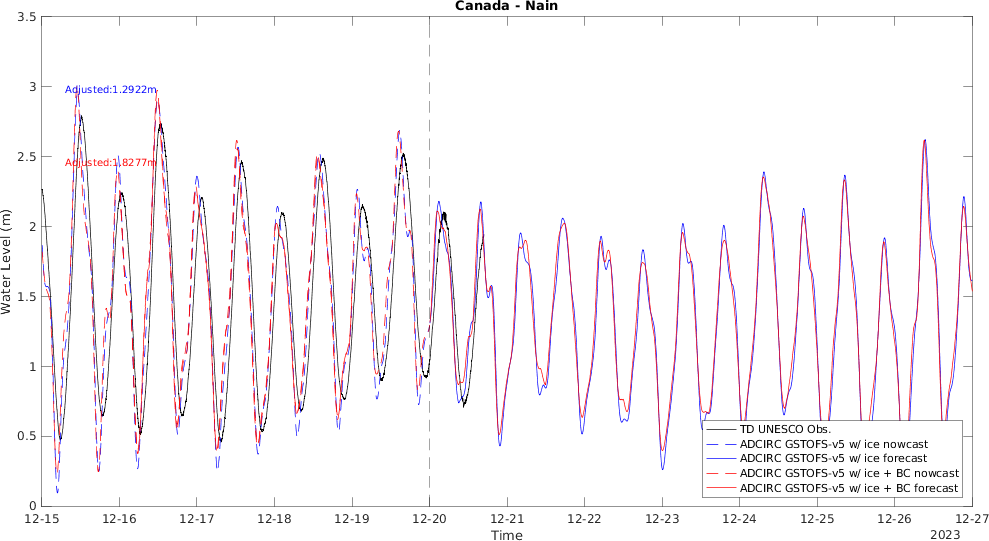 Canada - Nain
3.5
3
2.5
2
1.5
1
0.5
0
Water Level (m)
Adjusted:1.2922m
Adjusted:1.8277m
TD UNESCO Obs.
ADCIRC GSTOFS-v5 w/ ice nowcast
ADCIRC GSTOFS-v5 w/ ice forecast
ADCIRC GSTOFS-v5 w/ ice + BC nowcast
ADCIRC GSTOFS-v5 w/ ice + BC forecast
12-15 12-16 12-17 12-18 12-19 12-20 12-21 12-22 12-23 12-24 12-25 12-26 12-27
Time
2023